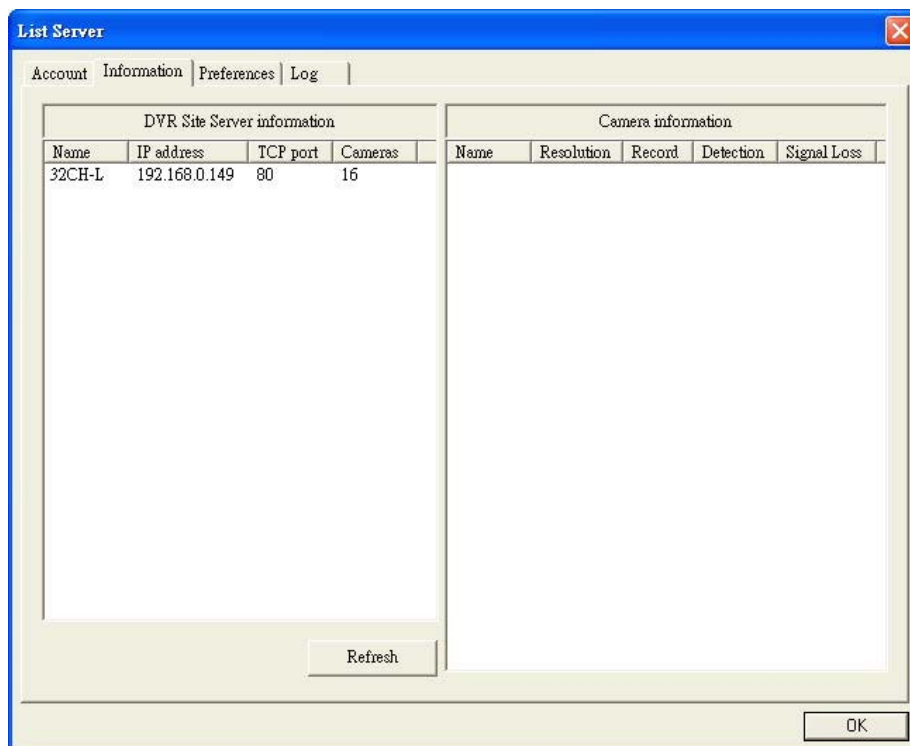 List Server
Account Information Preferences Log
DVR Site Server information
Name IP address TCP port Cameras
32CH-L 192.168.0.149 80 16
Refresh
Camera information
Name Resolution Record Detection Signal Loss
OK